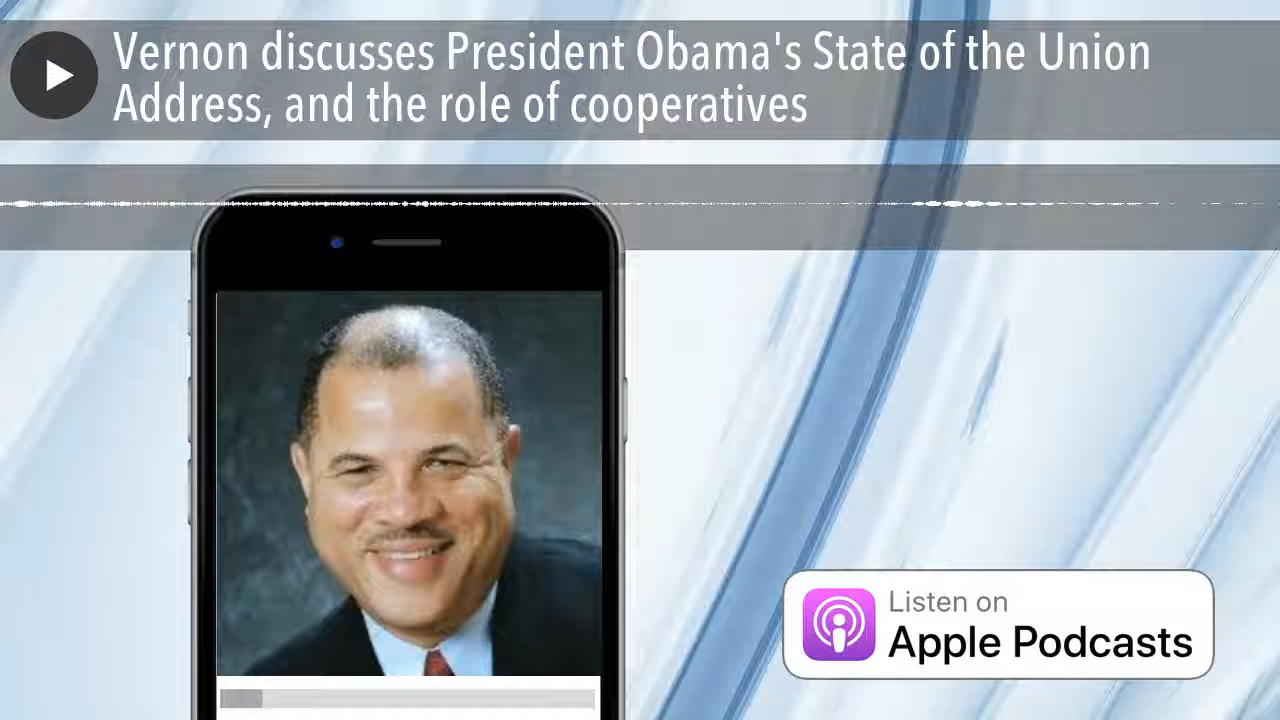 Vernon discusses President Obama's State of the Union
Address, and the role of cooperatives
Listen on
Apple Podcasts